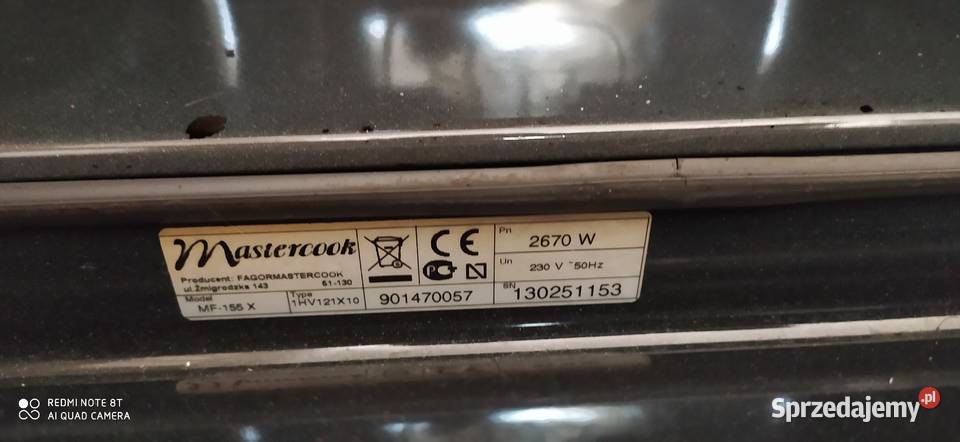 Mastercook
Producent: FAGORMASTERCOOK
ul.Żmigrodzka 143 51-130
Model
MF-155 X
Type
1HV121X10
901470057
CE
Pn
2670 W
Un
230 V ~50Hz
SN
130251153
REDMI NOTE 8T
AI QUAD CAMERA
Sprzedajemy.pl